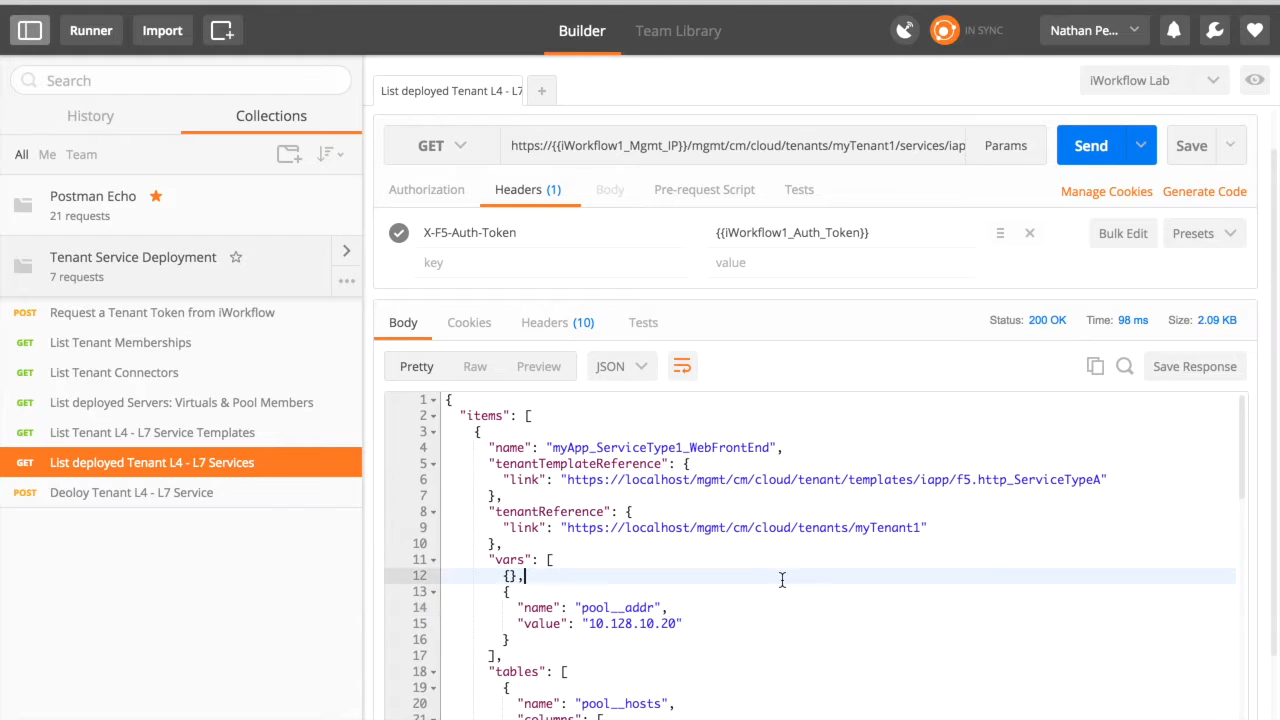 Runner
Import
Builder
Team Library
IN SYNC
Nathan Pe...
Search
History
Collections
All Me Team
Postman Echo
21 requests
Tenant Service Deployment
7 requests
POST Request a Tenant Token from iWorkflow
GET List Tenant Memberships
GET List Tenant Connectors
GET List deployed Servers: Virtuals & Pool Members
GET List Tenant L4 - L7 Service Templates
GET List deployed Tenant L4 - L7 Services
POST Deploy Tenant L4 - L7 Service
List deployed Tenant L4 - L7
+
iWorkflow Lab
GET
https://{{iWorkflow1_Mgmt_IP}}/mgmt/cm/cloud/tenants/myTenant1/services/iap
Params
Send
Save
Authorization
Headers (1)
Body
Pre-request Script
Tests
Manage Cookies
Generate Code
X-F5-Auth-Token
{{iWorkflow1_Auth_Token}}
Bulk Edit
Presets
key
value
Body
Cookies
Headers (10)
Tests
Status: 200 OK
Time: 98 ms
Size: 2.09 KB
Pretty
Raw
Preview
JSON
Save Response
1 {
2 "items": [
3 {
4 "name": "myApp_ServiceType1_WebFrontEnd",
5 "tenantTemplateReference": {
6 "link": "https://localhost/mgmt/cm/cloud/tenant/templates/iapp/f5.http_ServiceTypeA"
7 },
8 "tenantReference": {
9 "link": "https://localhost/mgmt/cm/cloud/tenants/myTenant1"
10 },
11 "vars": [
12 {},
13 {
14 "name": "pool__addr",
15 "value": "10.128.10.20"
16 }
17 ],
18 "tables": [
19 {
20 "name": "pool__hosts",
21 "columns": [